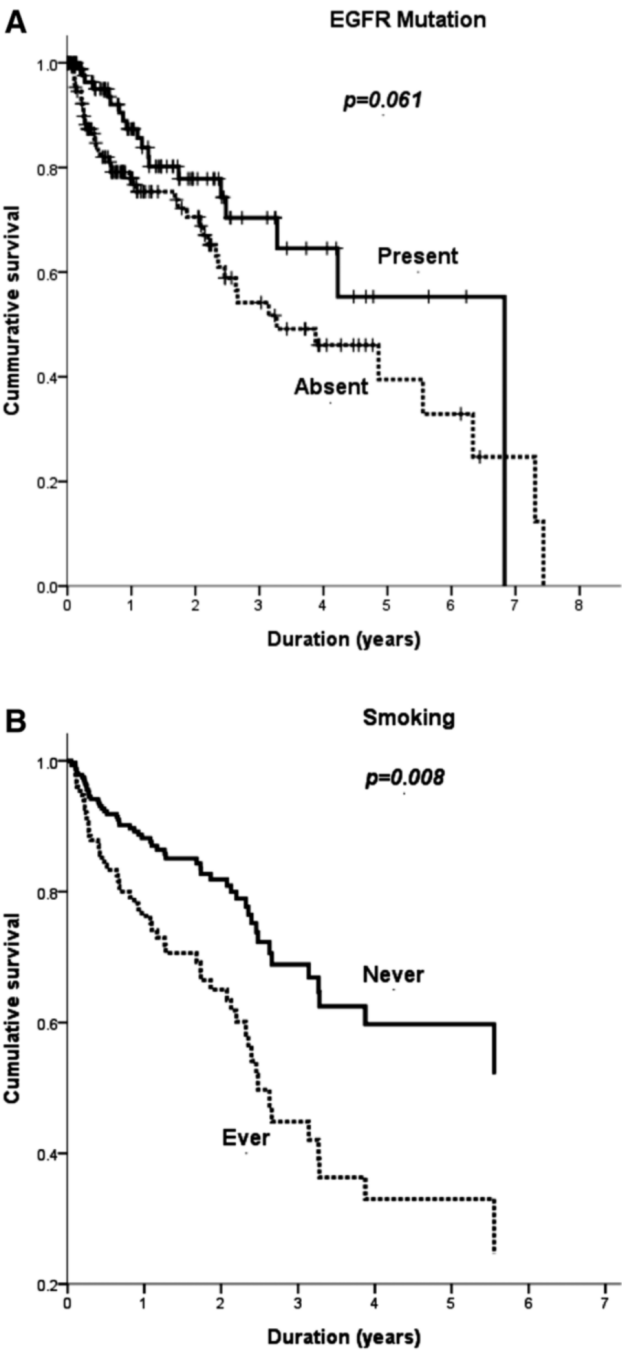 A
EGFR Mutation
p=0.061
1.0
0.8
0.6
0.4
0.2
0.0
Cummurative survival
Present
Absent
0 1 2 3 4 5 6 7 8
Duration (years)
B
Smoking
p=0.008
1.0
0.8
0.6
0.4
0.2
Cumulative survival
Never
Ever
0 1 2 3 4 5 6 7
Duration (years)